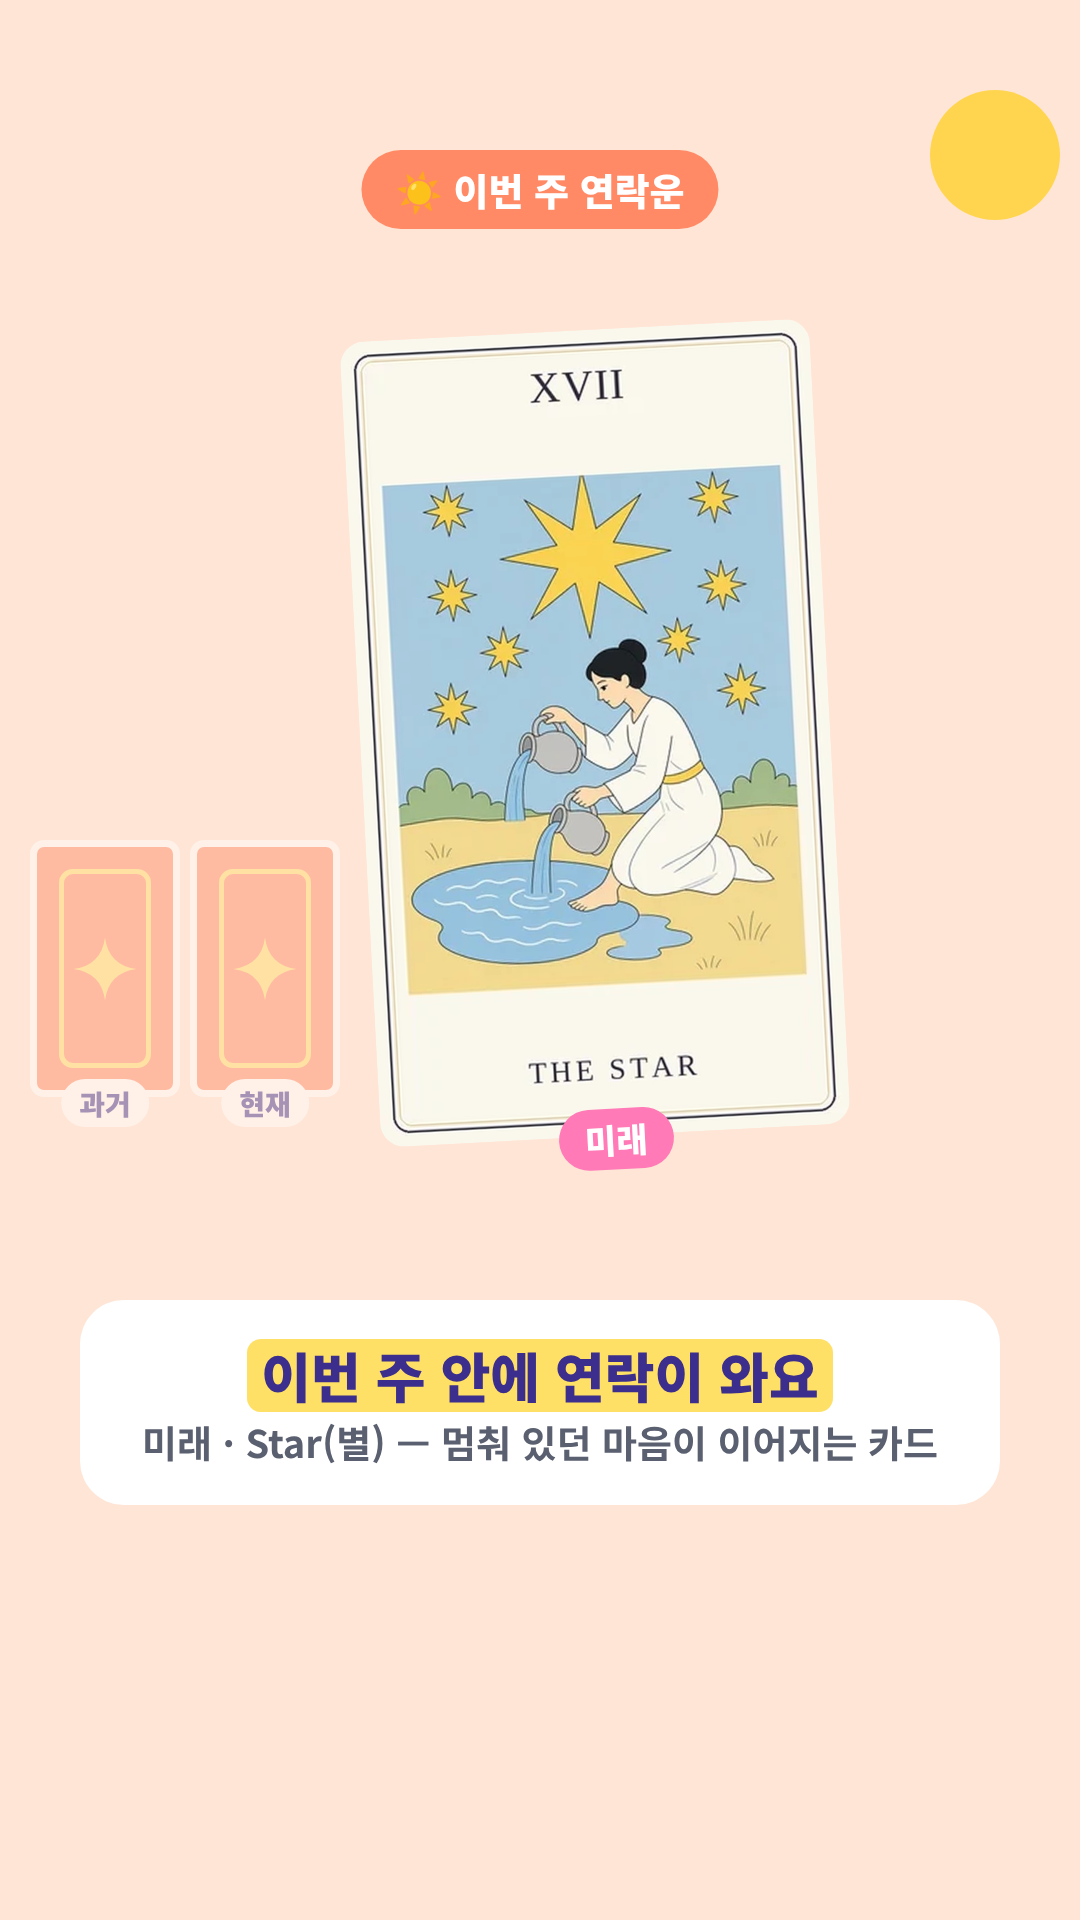 ☀️ 이번 주 연락운
XVII
THE STAR
과거
현재
미래
이번 주 안에 연락이 와요
미래 · Star(별) — 멈춰 있던 마음이 이어지는 카드